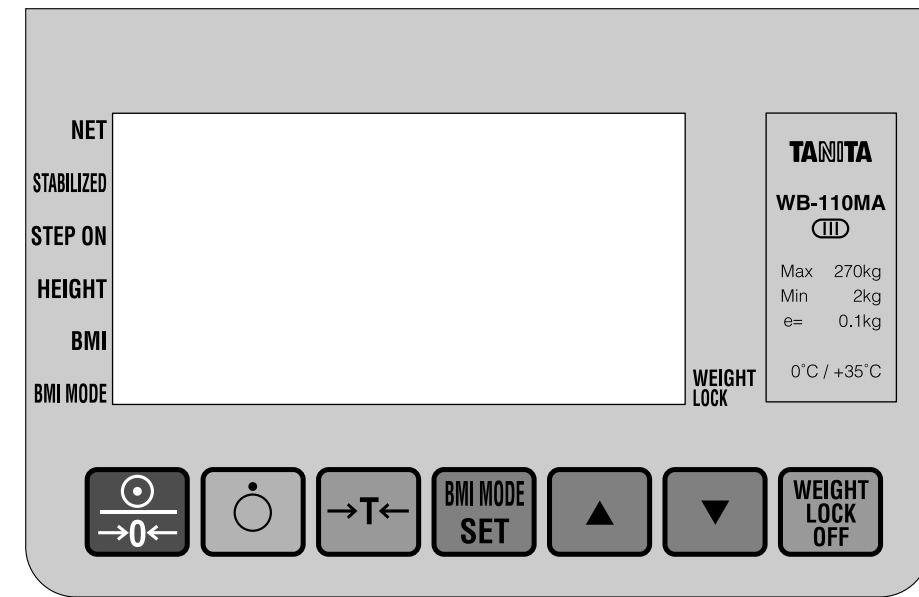 NET
STABILIZED
STEP ON
HEIGHT
BMI
BMI MODE
WEIGHT
LOCK
TANITA
WB-110MA
III
Max 270kg
Min 2kg
e= 0.1kg
0°C / +35°C
→0←
→T←
BMI MODE
SET
▲
▼
WEIGHT
LOCK
OFF